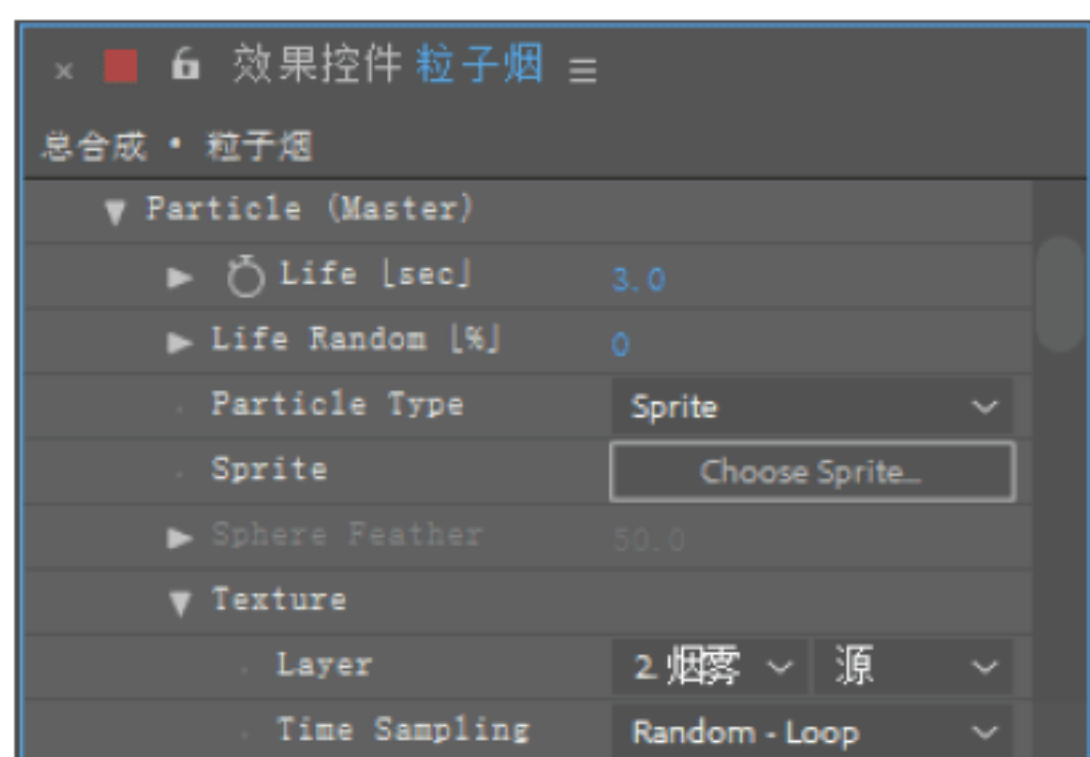 × 效果控件 粒子烟 ≡
总合成 • 粒子烟
Particle (Master)
Life [sec] 3.0
Life Random [%] 0
Particle Type Sprite
Sprite Choose Sprite...
Sphere Feather 50.0
Texture
Layer 2. 烟雾 源
Time Sampling Random - Loop